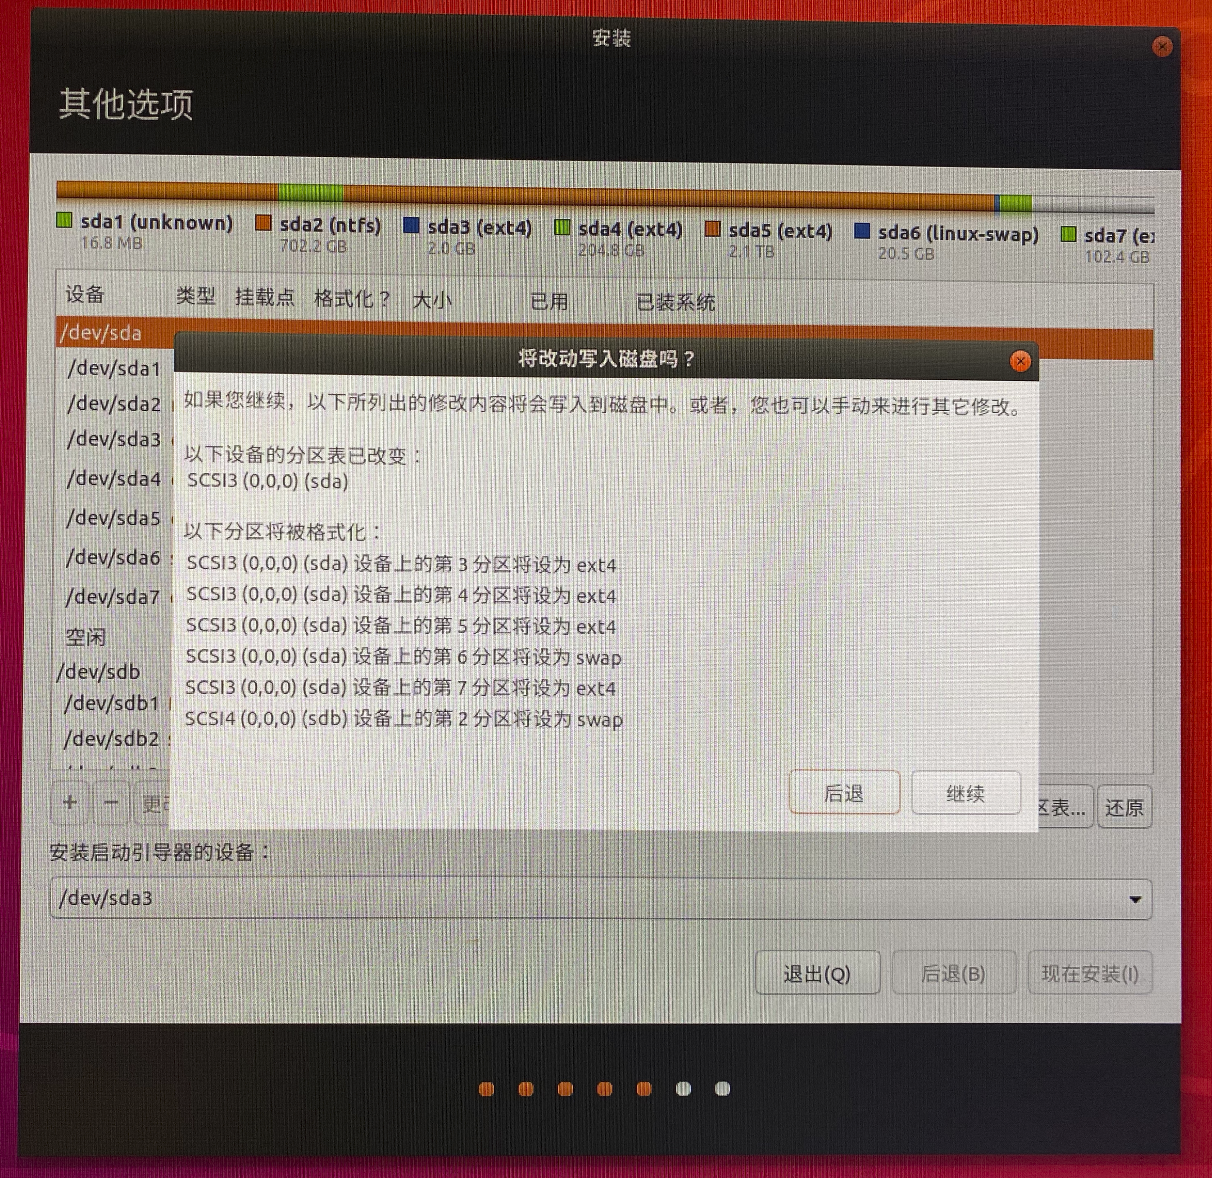 安装
其他选项
sda1 (unknown) sda2 (ntfs) sda3 (ext4) sda4 (ext4) sda5 (ext4) sda6 (linux-swap) sda7 (e
16.8 MB 702.2 GB 2.0 GB 204.8 GB 2.1 TB 20.5 GB 102.4 GB
设备 类型 挂载点 格式化？ 大小 已用 已装系统
/dev/sda
将改动写入磁盘吗？
/dev/sda1
/dev/sda2
如果您继续，以下所列出的修改内容将会写入到磁盘中。或者，您也可以手动来进行其它修改。
/dev/sda3
以下设备的分区表已改变：
/dev/sda4
SCSI3 (0,0,0) (sda)
/dev/sda5
以下分区将被格式化：
/dev/sda6
SCSI3 (0,0,0) (sda) 设备上的第 3 分区将设为 ext4
/dev/sda7
SCSI3 (0,0,0) (sda) 设备上的第 4 分区将设为 ext4
空闲
SCSI3 (0,0,0) (sda) 设备上的第 5 分区将设为 ext4
/dev/sdb
SCSI3 (0,0,0) (sda) 设备上的第 6 分区将设为 swap
/dev/sdb1
SCSI3 (0,0,0) (sda) 设备上的第 7 分区将设为 ext4
/dev/sdb2
SCSI4 (0,0,0) (sdb) 设备上的第 2 分区将设为 swap
后退 继续
+ − 更 区表... 还原
安装启动引导器的设备：
/dev/sda3
退出(Q) 后退(B) 现在安装(I)